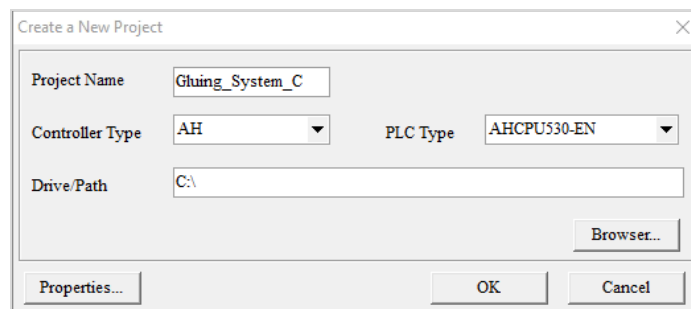 Create a New Project
Project Name Gluing_System_C
Controller Type AH PLC Type AHCPU530-EN
Drive/Path C:\
Browser...
Properties... OK Cancel